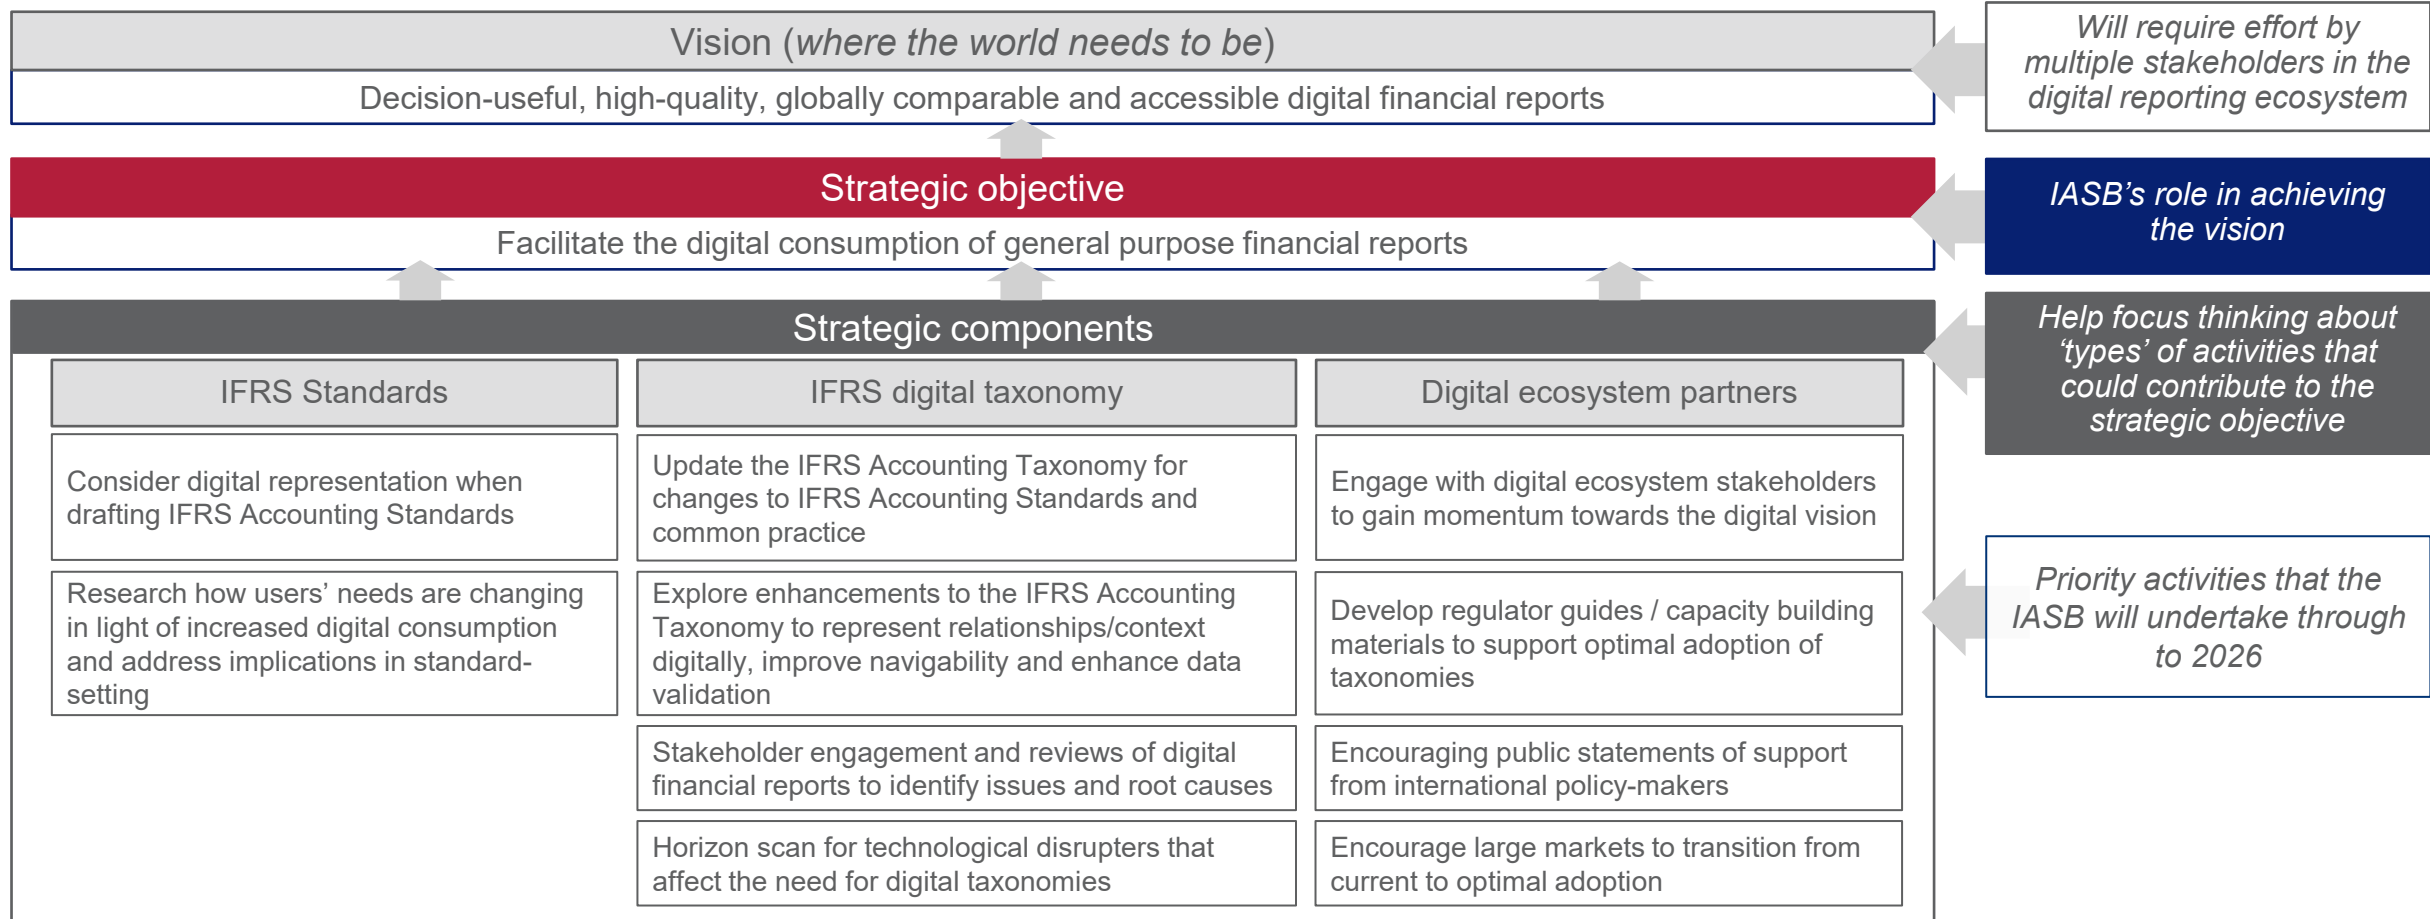 Vision (where the world needs to be)
Decision-useful, high-quality, globally comparable and accessible digital financial reports
Will require effort by
multiple stakeholders in the
digital reporting ecosystem
Strategic objective
Facilitate the digital consumption of general purpose financial reports
IASB’s role in achieving
the vision
Strategic components
Help focus thinking about
‘types’ of activities that
could contribute to the
strategic objective
IFRS Standards
Consider digital representation when
drafting IFRS Accounting Standards
Research how users’ needs are changing
in light of increased digital consumption
and address implications in standard-
setting
IFRS digital taxonomy
Update the IFRS Accounting Taxonomy for
changes to IFRS Accounting Standards and
common practice
Explore enhancements to the IFRS Accounting
Taxonomy to represent relationships/context
digitally, improve navigability and enhance data
validation
Stakeholder engagement and reviews of digital
financial reports to identify issues and root causes
Horizon scan for technological disrupters that
affect the need for digital taxonomies
Digital ecosystem partners
Engage with digital ecosystem stakeholders
to gain momentum towards the digital vision
Develop regulator guides / capacity building
materials to support optimal adoption of
taxonomies
Encouraging public statements of support
from international policy-makers
Encourage large markets to transition from
current to optimal adoption
Priority activities that the
IASB will undertake through
to 2026